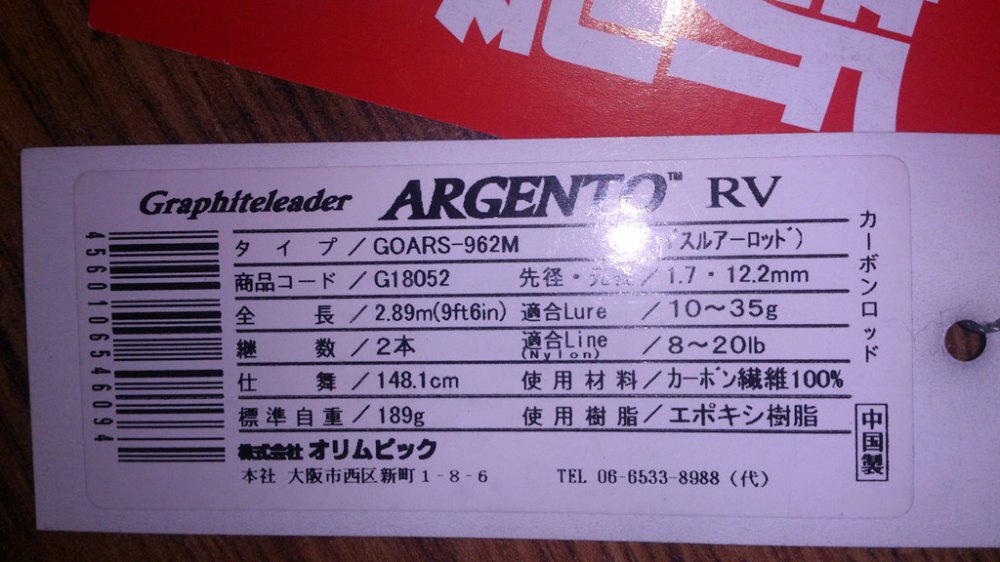 Graphiteleader ARGENTO™ RV
タイプ／GOARS-962M スルアーロッド）
商品コード／G18052 先径・元径／1.7・12.2mm
全長／2.89m(9ft6in) 適合Lure／10～35g
継数／2本 適合Line(Nylon)／8～20lb
仕舞／148.1cm 使用材料／カーボン繊維100%
標準自重／189g 使用樹脂／エポキシ樹脂
株式会社オリムピック
本社 大阪市西区新町1-8-6 TEL 06-6533-8988（代）
カーボンロッド
中国製
4560106546094